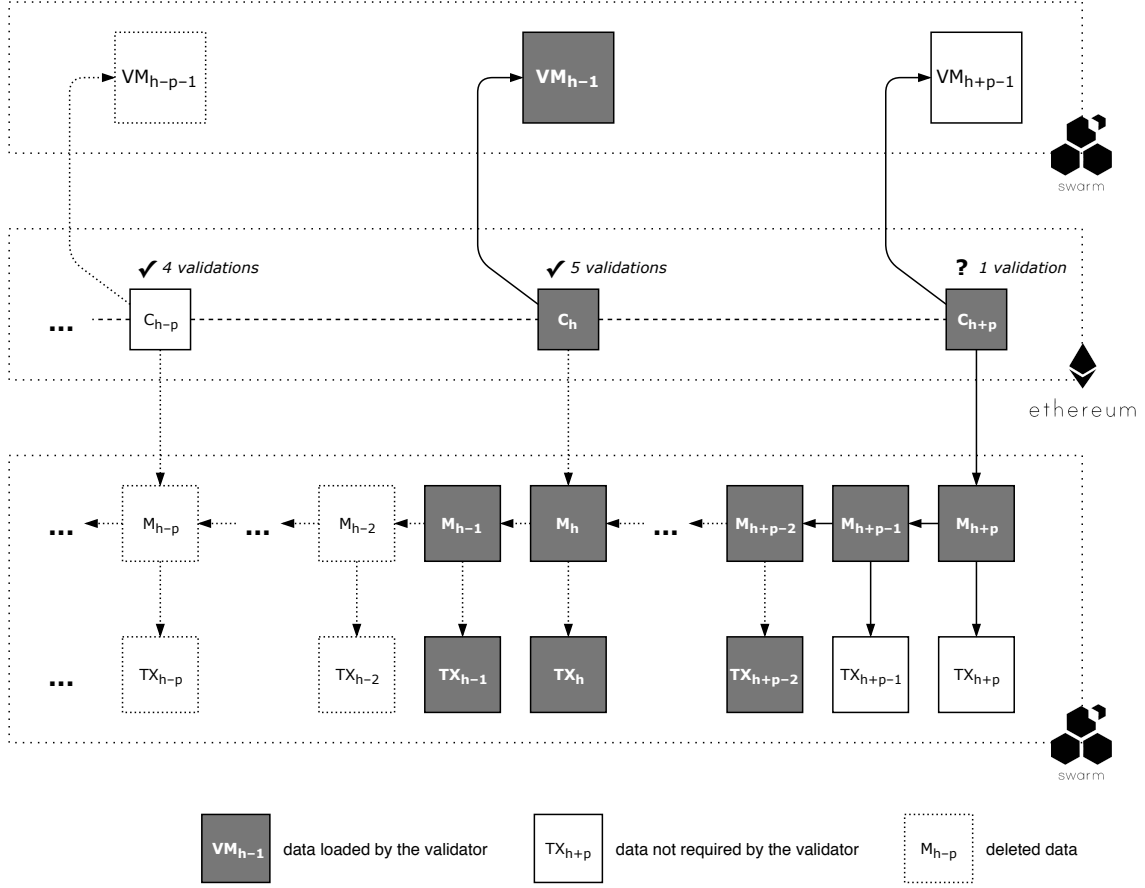 VMh–p–1 VMh–1 VMh+p–1
swarm
✓ 4 validations ✓ 5 validations ? 1 validation
... Ch–p Ch Ch+p
ethereum
... Mh–p ... Mh–2 Mh–1 Mh ... Mh+p–2 Mh+p–1 Mh+p
... TXh–p TXh–2 TXh–1 TXh TXh+p–2 TXh+p–1 TXh+p
swarm
VMh–1 data loaded by the validator TXh+p data not required by the validator Mh–p deleted data